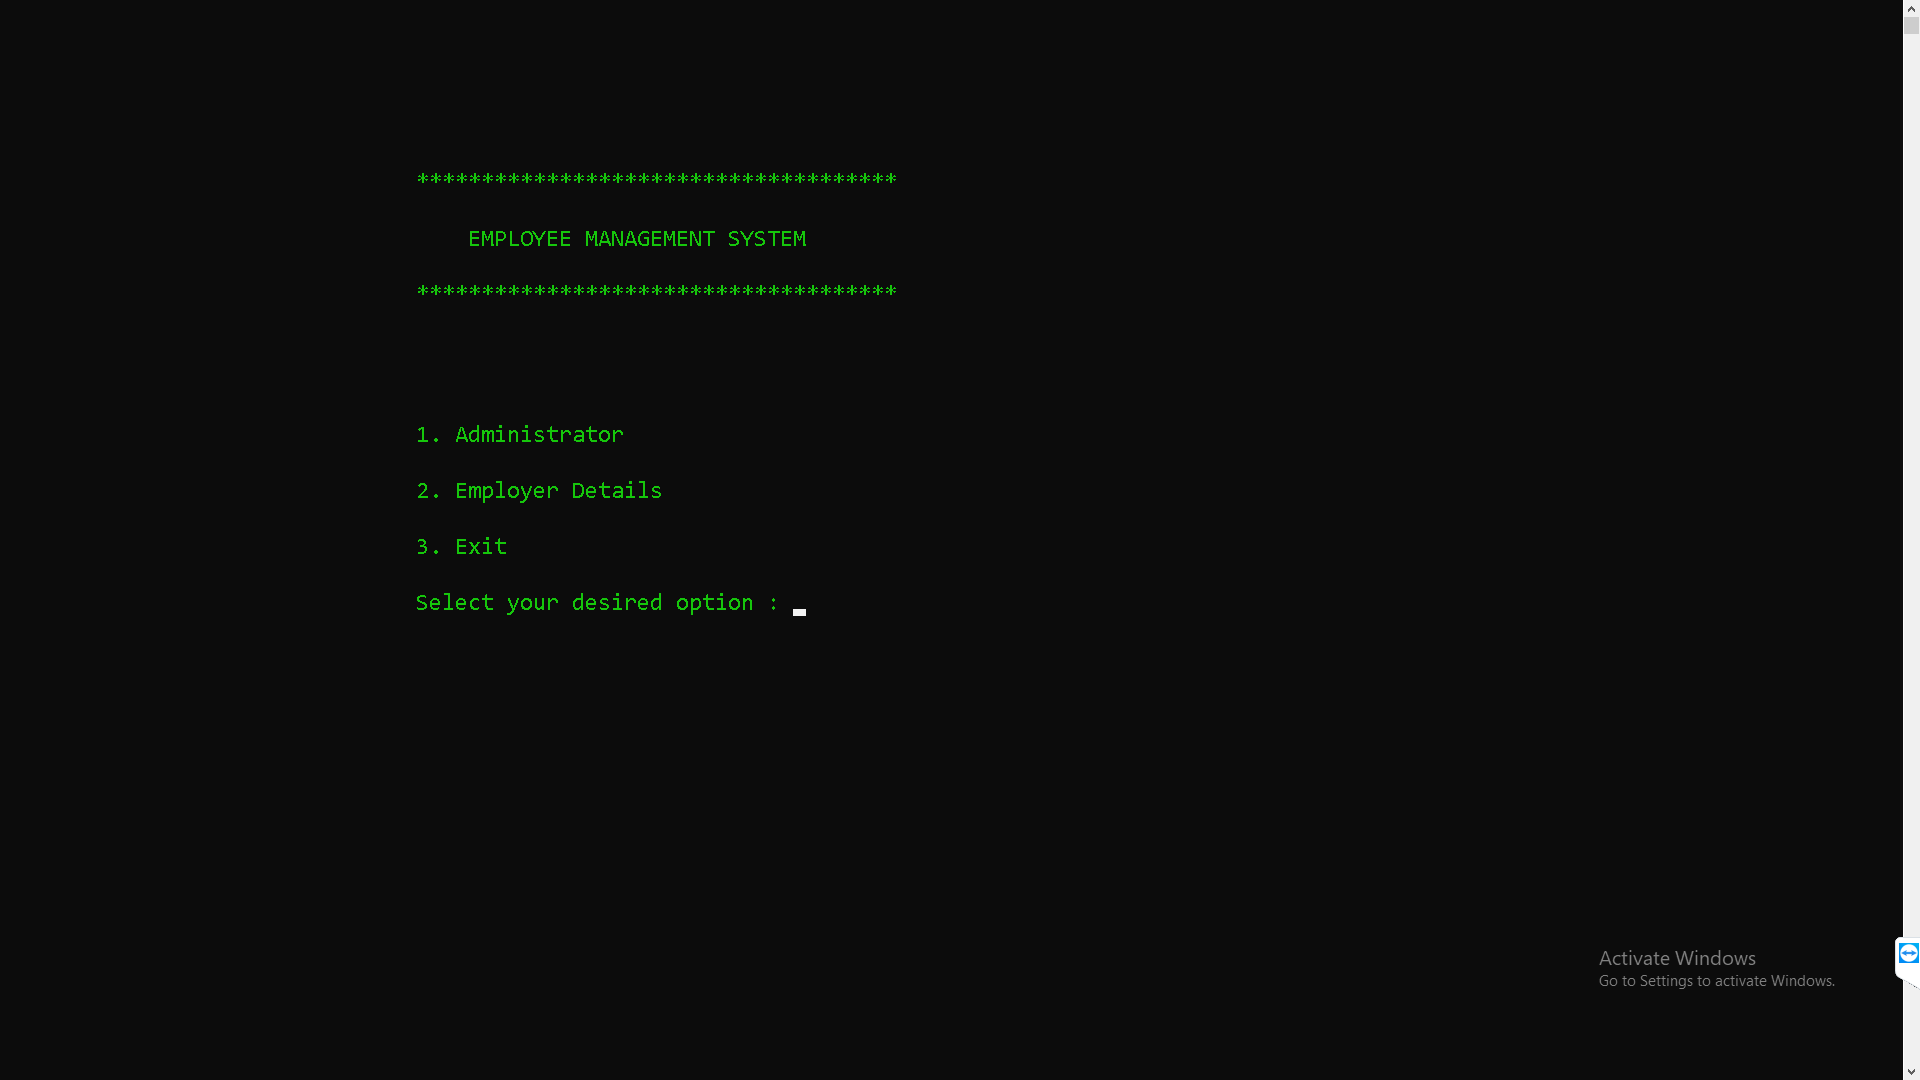 *************************************
EMPLOYEE MANAGEMENT SYSTEM
*************************************
1. Administrator
2. Employer Details
3. Exit
Select your desired option :
Activate Windows
Go to Settings to activate Windows.